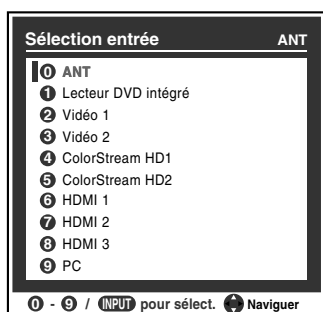 Sélection entrée ANT
0 ANT
1 Lecteur DVD intégré
2 Vidéo 1
3 Vidéo 2
4 ColorStream HD1
5 ColorStream HD2
6 HDMI 1
7 HDMI 2
8 HDMI 3
9 PC
0 - 9 / INPUT pour sélect. Naviguer